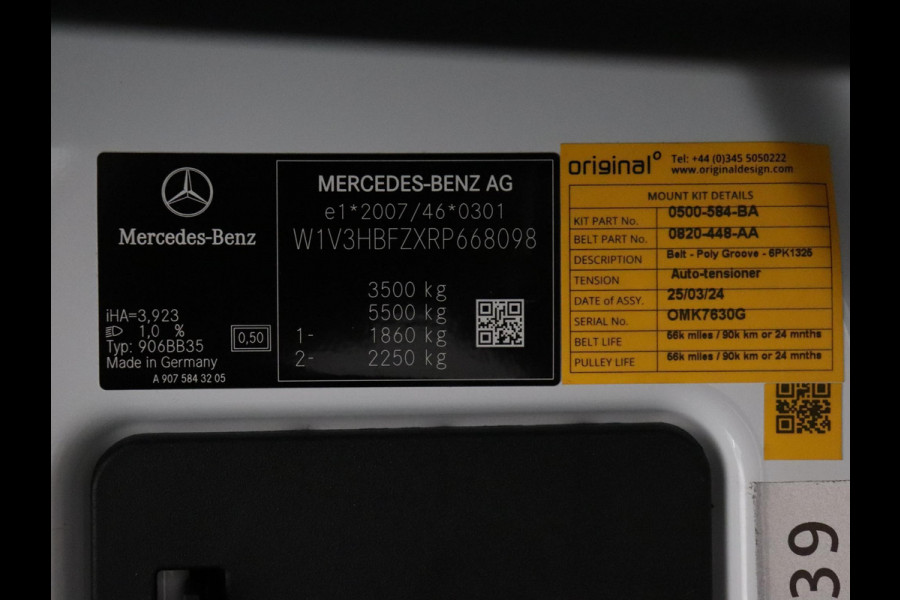 Mercedes-Benz
iHA=3,923
1.0 %
0,50
Typ: 906BB35
Made in Germany
A 907 584 32 05
MERCEDES-BENZ AG
e1*2007/46*0301
W1V3HBFZXRP668098
3500 kg
5500 kg
1- 1860 kg
2- 2250 kg
original° Tel: +44 (0)345 5050222
www.originaldesign.com
MOUNT KIT DETAILS
KIT PART No. 0500-584-BA
BELT PART No. 0820-448-AA
DESCRIPTION Belt - Poly Groove - 6PK1325
TENSION Auto-tensioner
DATE of ASSY. 25/03/24
SERIAL No. OMK7630G
BELT LIFE 56k miles / 90k km or 24 mnths
PULLEY LIFE 56k miles / 90k km or 24 mnths
39